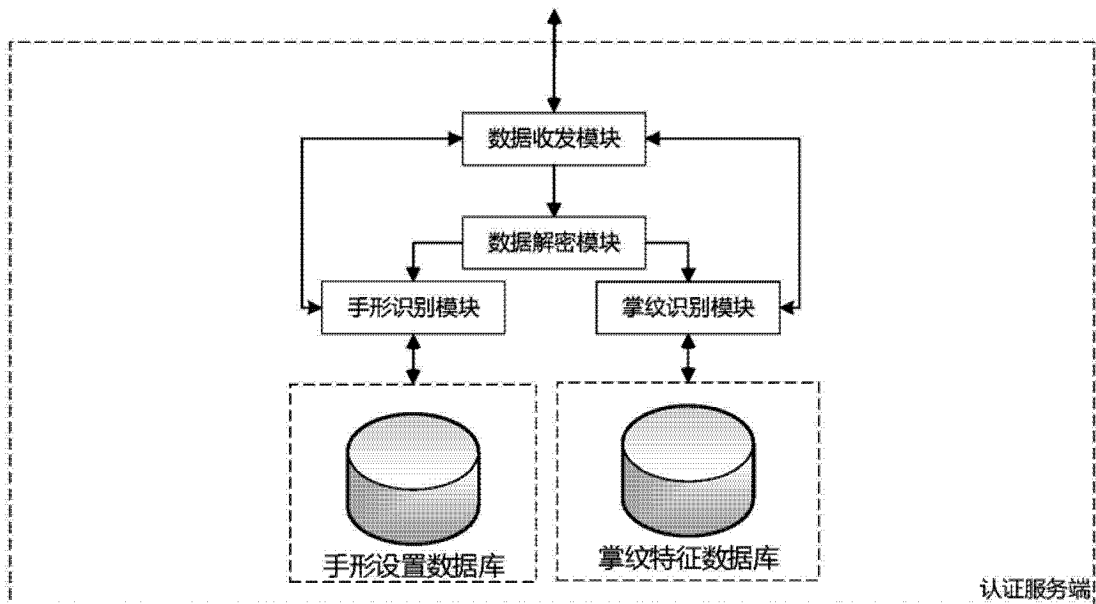 数据收发模块
数据解密模块
手形识别模块
掌纹识别模块
手形设置数据库
掌纹特征数据库
认证服务端